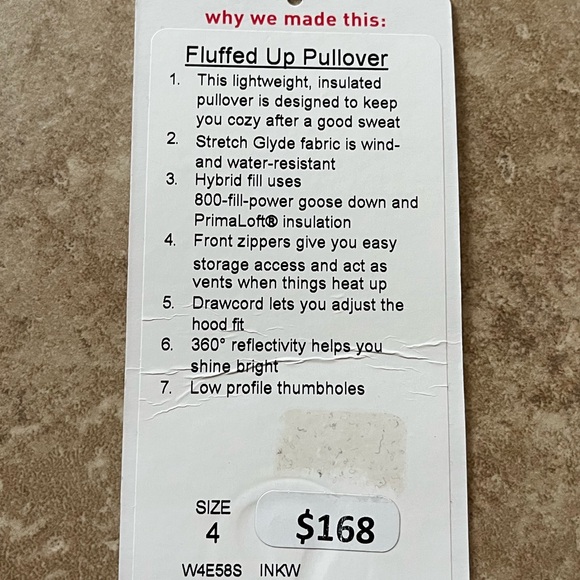 why we made this:
Fluffed Up Pullover
1. This lightweight, insulated
pullover is designed to keep
you cozy after a good sweat
2. Stretch Glyde fabric is wind-
and water-resistant
3. Hybrid fill uses
800-fill-power goose down and
PrimaLoft® insulation
4. Front zippers give you easy
storage access and act as
vents when things heat up
5. Drawcord lets you adjust the
hood fit
6. 360° reflectivity helps you
shine bright
7. Low profile thumbholes
SIZE
4
$168
W4E58S INKW